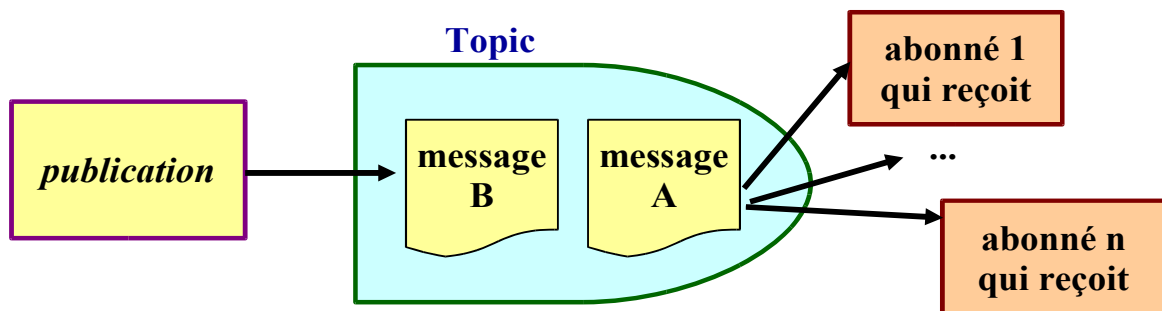 Topic
publication
message
B
message
A
abonné 1
qui reçoit
...
abonné n
qui reçoit